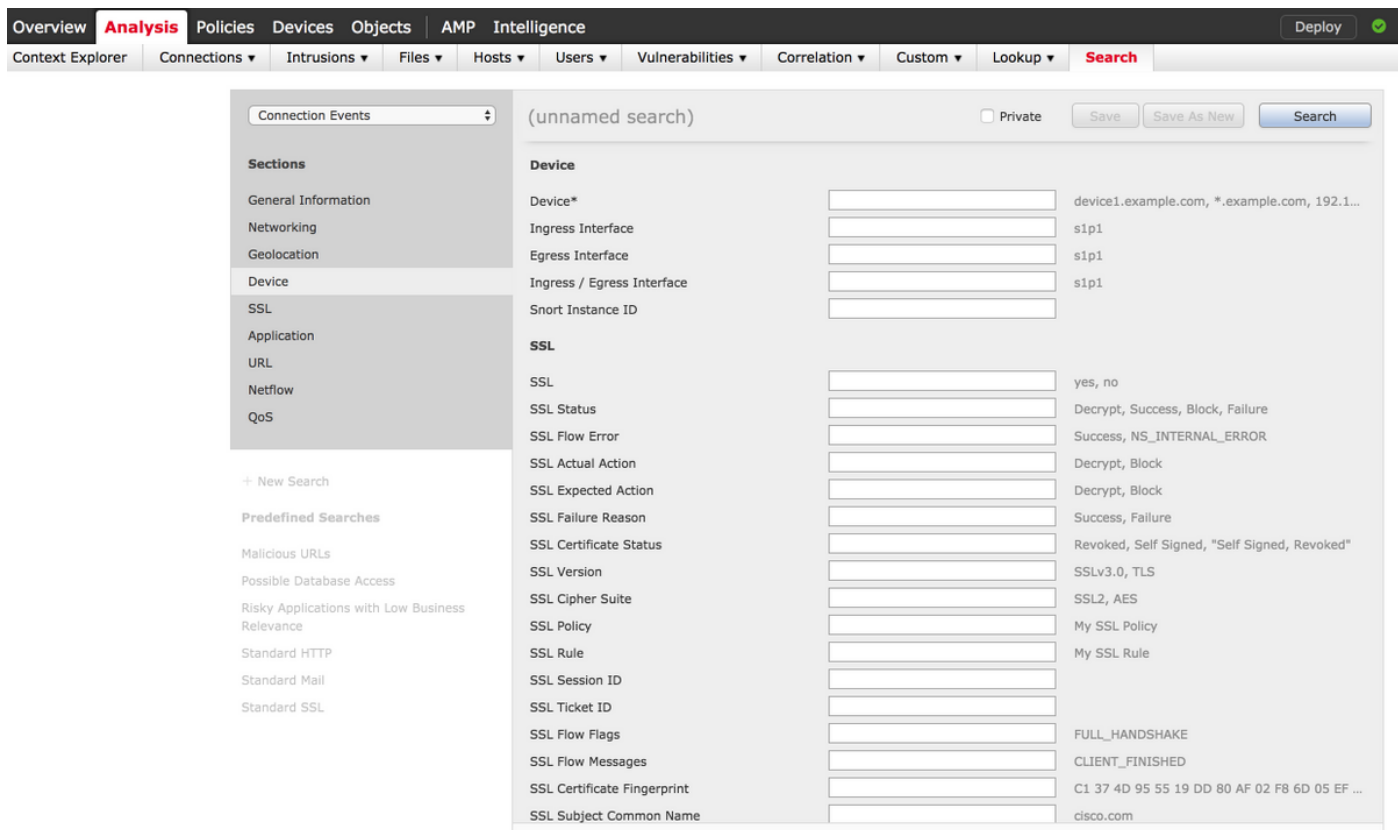 Overview Analysis Policies Devices Objects AMP Intelligence Deploy
Context Explorer Connections ▾ Intrusions ▾ Files ▾ Hosts ▾ Users ▾ Vulnerabilities ▾ Correlation ▾ Custom ▾ Lookup ▾ Search
Connection Events
Sections
General Information
Networking
Geolocation
Device
SSL
Application
URL
Netflow
QoS
+ New Search
Predefined Searches
Malicious URLs
Possible Database Access
Risky Applications with Low Business
Relevance
Standard HTTP
Standard Mail
Standard SSL
(unnamed search) Private Save Save As New Search
Device
Device* device1.example.com, *.example.com, 192.1...
Ingress Interface s1p1
Egress Interface s1p1
Ingress / Egress Interface s1p1
Snort Instance ID
SSL
SSL yes, no
SSL Status Decrypt, Success, Block, Failure
SSL Flow Error Success, NS_INTERNAL_ERROR
SSL Actual Action Decrypt, Block
SSL Expected Action Decrypt, Block
SSL Failure Reason Success, Failure
SSL Certificate Status Revoked, Self Signed, "Self Signed, Revoked"
SSL Version SSLv3.0, TLS
SSL Cipher Suite SSL2, AES
SSL Policy My SSL Policy
SSL Rule My SSL Rule
SSL Session ID
SSL Ticket ID
SSL Flow Flags FULL_HANDSHAKE
SSL Flow Messages CLIENT_FINISHED
SSL Certificate Fingerprint C1 37 4D 95 55 19 DD 80 AF 02 F8 6D 05 EF ...
SSL Subject Common Name cisco.com